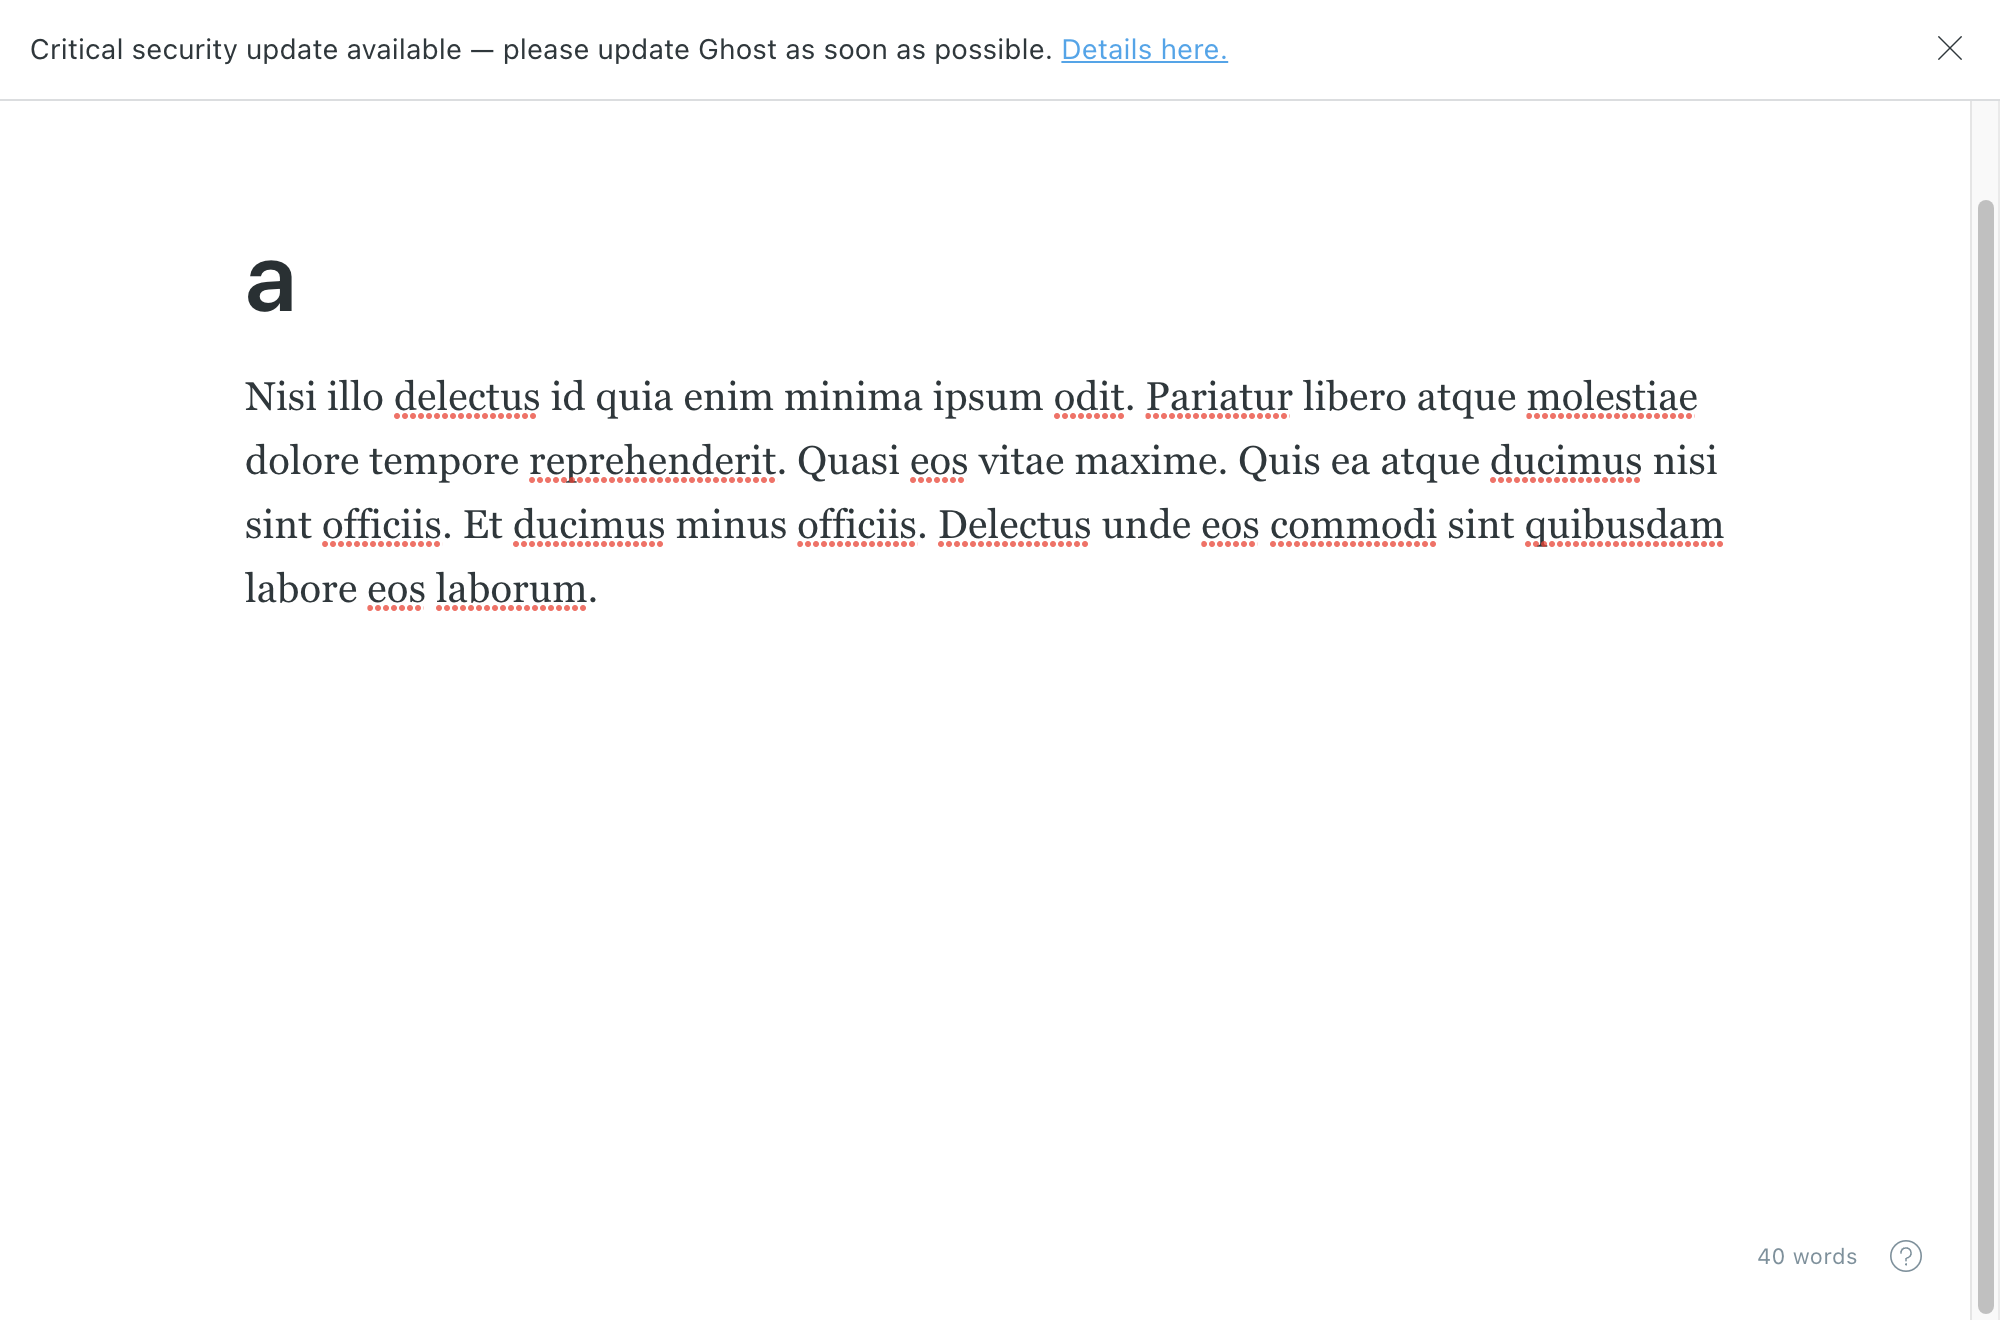 Critical security update available — please update Ghost as soon as possible. Details here.
a
Nisi illo delectus id quia enim minima ipsum odit. Pariatur libero atque molestiae
dolore tempore reprehenderit. Quasi eos vitae maxime. Quis ea atque ducimus nisi
sint officiis. Et ducimus minus officiis. Delectus unde eos commodi sint quibusdam
labore eos laborum.
40 words
?